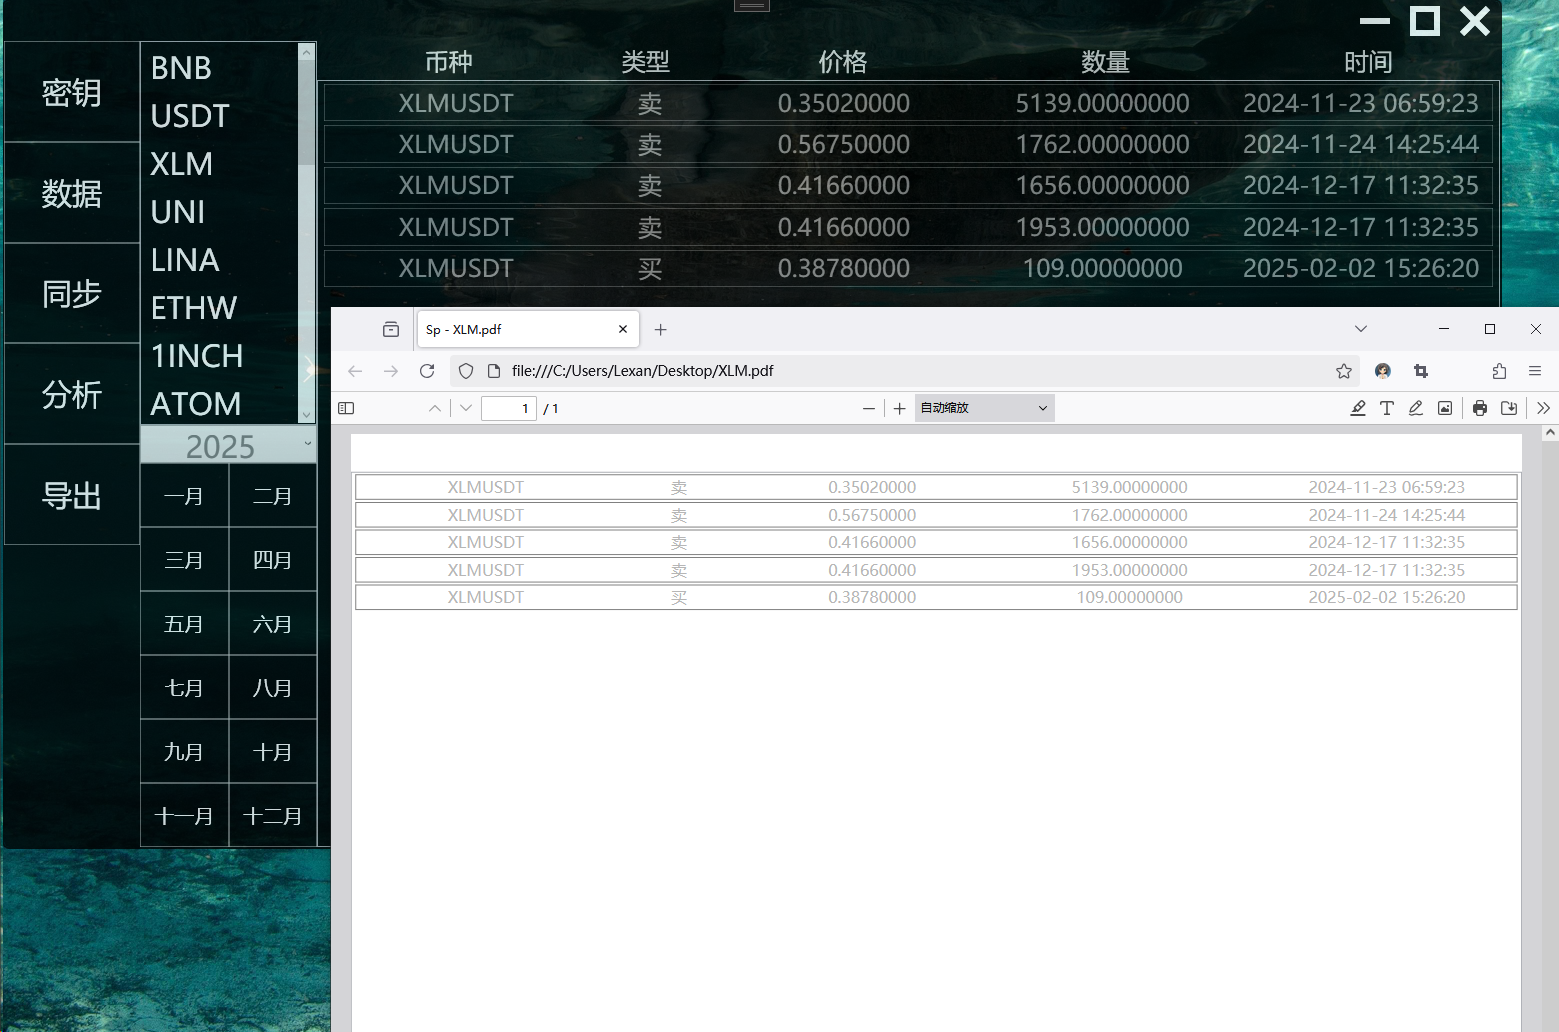 币种 类型 价格 数量 时间
XLMUSDT 卖 0.35020000 5139.00000000 2024-11-23 06:59:23
XLMUSDT 卖 0.56750000 1762.00000000 2024-11-24 14:25:44
XLMUSDT 卖 0.41660000 1656.00000000 2024-12-17 11:32:35
XLMUSDT 卖 0.41660000 1953.00000000 2024-12-17 11:32:35
XLMUSDT 买 0.38780000 109.00000000 2025-02-02 15:26:20
密钥
数据
同步
分析
导出
BNB
USDT
XLM
UNI
LINA
ETHW
1INCH
ATOM
2025
一月 二月
三月 四月
五月 六月
七月 八月
九月 十月
十一月 十二月
Sp - XLM.pdf
file:///C:/Users/Lexan/Desktop/XLM.pdf
1 / 1 自动缩放
XLMUSDT 卖 0.35020000 5139.00000000 2024-11-23 06:59:23
XLMUSDT 卖 0.56750000 1762.00000000 2024-11-24 14:25:44
XLMUSDT 卖 0.41660000 1656.00000000 2024-12-17 11:32:35
XLMUSDT 卖 0.41660000 1953.00000000 2024-12-17 11:32:35
XLMUSDT 买 0.38780000 109.00000000 2025-02-02 15:26:20